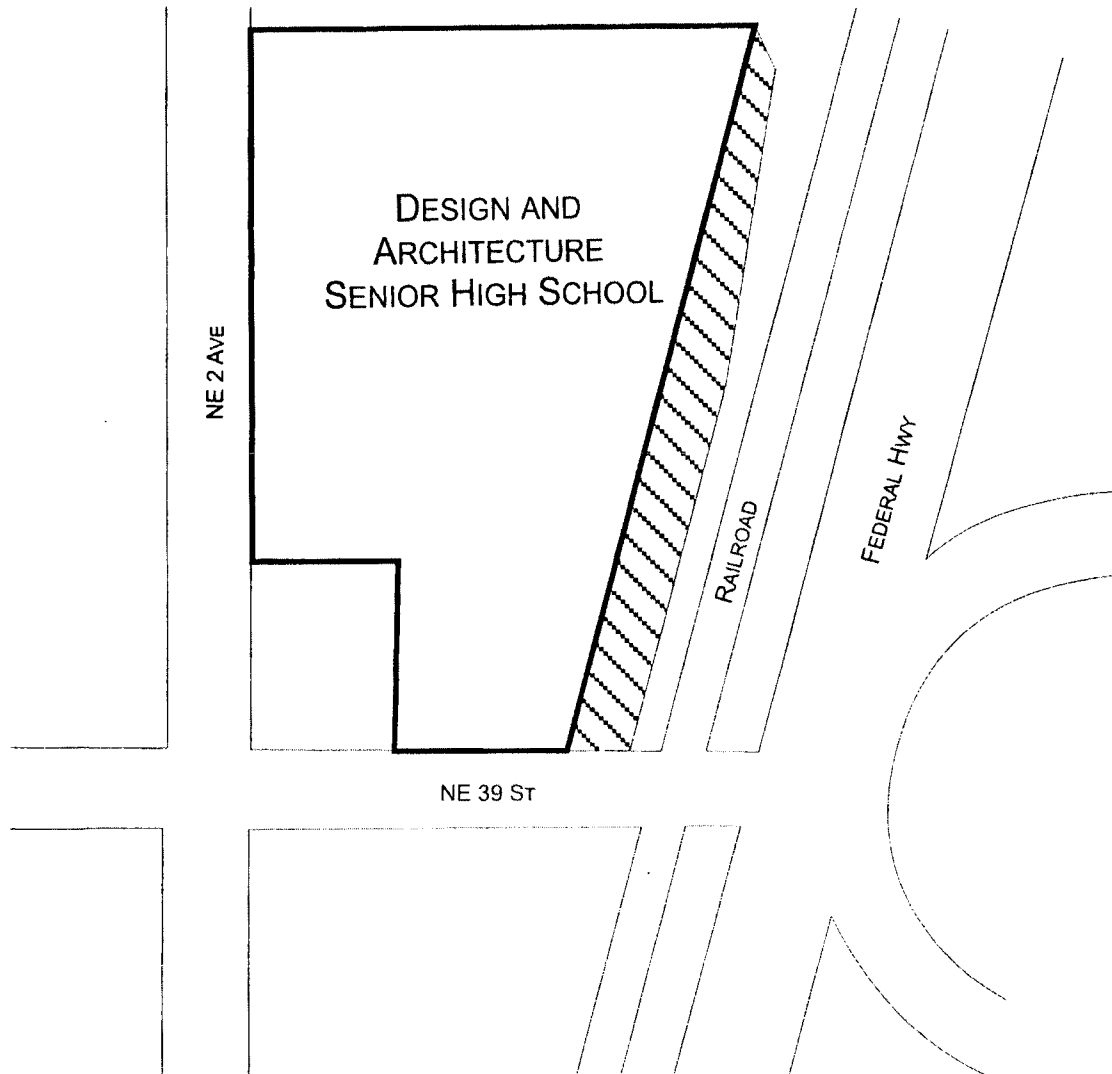 DESIGN AND
ARCHITECTURE
SENIOR HIGH SCHOOL
NE 2 AVE
RAILROAD
FEDERAL HWY
NE 39 ST